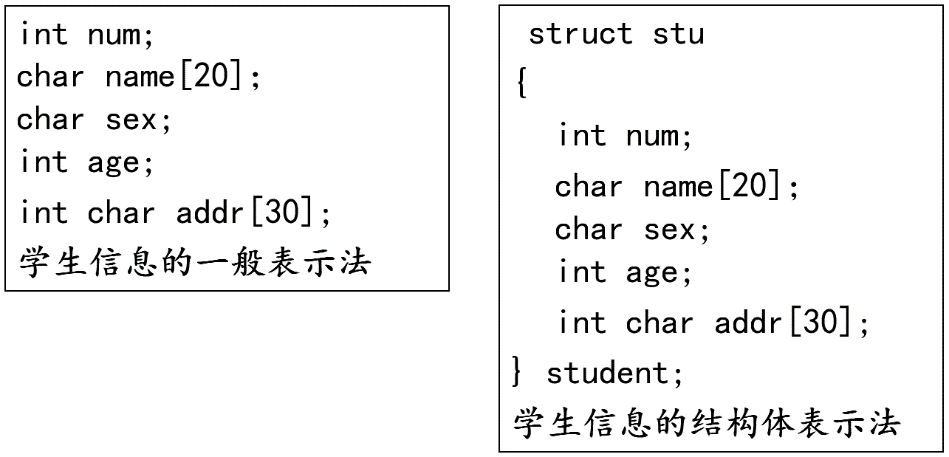 int num;
char name[20];
char sex;
int age;
int char addr[30];
学生信息的一般表示法
struct stu
{
int num;
char name[20];
char sex;
int age;
int char addr[30];
} student;
学生信息的结构体表示法